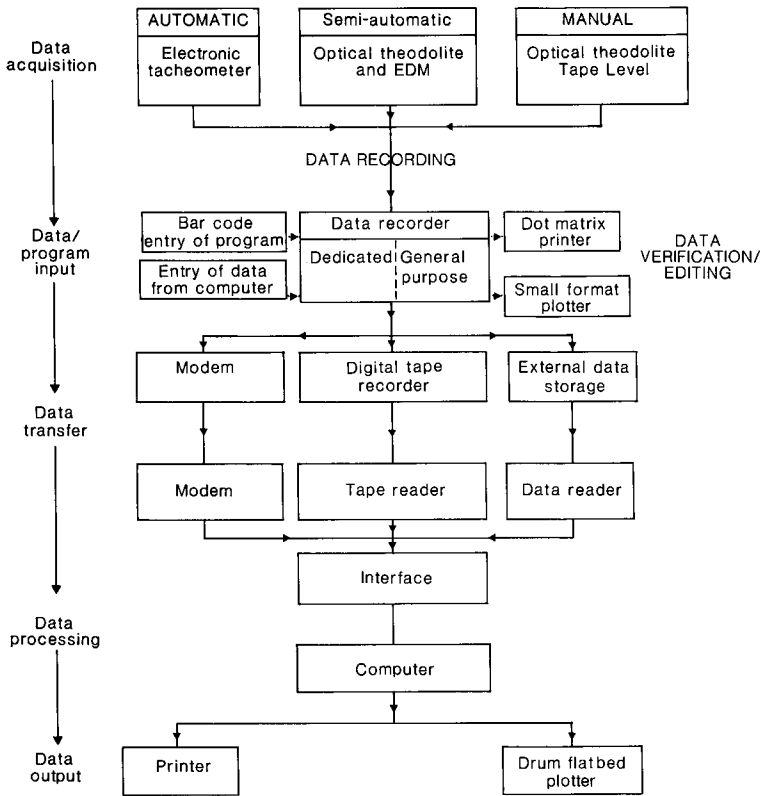 AUTOMATIC
Semi-automatic
MANUAL
Data
acquisition
Electronic
tacheometer
Optical theodolite
and EDM
Optical theodolite
Tape Level
DATA RECORDING
Data/
program
input
Bar code
entry of program
Entry of data
from computer
Data recorder
Dedicated
General
purpose
Dot matrix
printer
Small format
plotter
DATA
VERIFICATION/
EDITING
Modem
Digital tape
recorder
External data
storage
Data
transfer
Modem
Tape reader
Data reader
Interface
Data
processing
Computer
Data
output
Printer
Drum flatbed
plotter